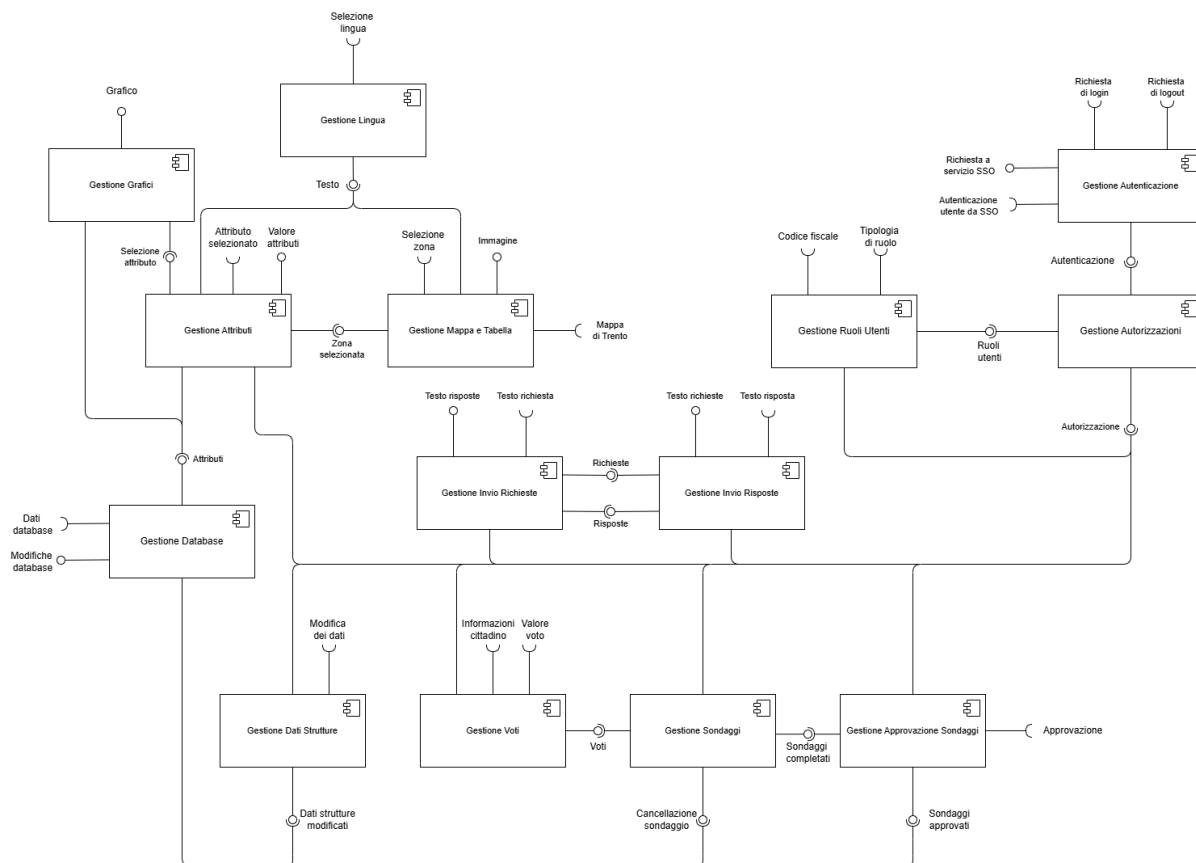 Selezione
lingua
Gestione Lingua
Testo
Grafico
Gestione Grafici
Selezione
attributo
Attributo
selezionato
Valore
attributi
Selezione
zona
Immagine
Gestione Attributi
Zona
selezionata
Gestione Mappa e Tabella
Mappa
di Trento
Richiesta
di login
Richiesta
di logout
Richiesta a
servizio SSO
Autenticazione
utente da SSO
Gestione Autenticazione
Autenticazione
Codice fiscale
Tipologia
di ruolo
Gestione Ruoli Utenti
Ruoli
utenti
Gestione Autorizzazioni
Autorizzazione
Testo risposte
Testo richiesta
Testo richieste
Testo risposta
Gestione Invio Richieste
Richieste
Risposte
Gestione Invio Risposte
Attributi
Dati
database
Modifiche
database
Gestione Database
Modifica
dei dati
Gestione Dati Strutture
Dati strutture
modificati
Informazioni
cittadino
Valore
voto
Gestione Voti
Voti
Gestione Sondaggi
Sondaggi
completati
Gestione Approvazione Sondaggi
Approvazione
Cancellazione
sondaggio
Sondaggi
approvati